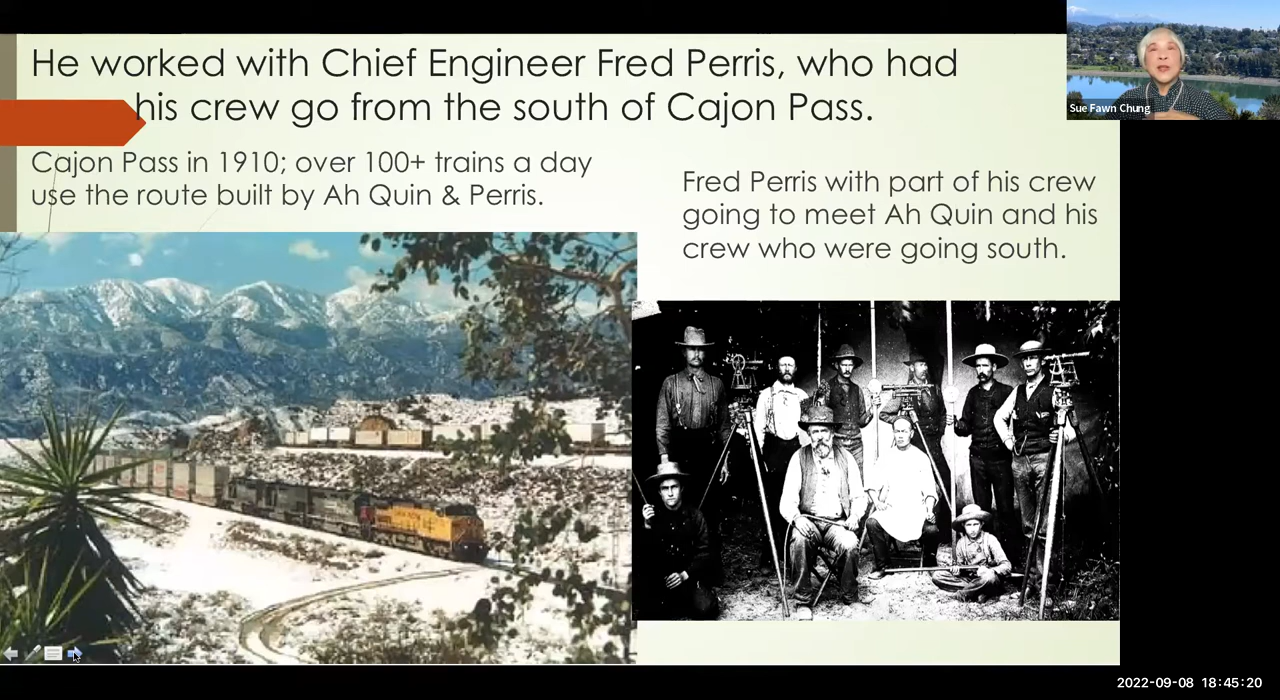 He worked with Chief Engineer Fred Perris, who had
his crew go from the south of Cajon Pass.
Cajon Pass in 1910; over 100+ trains a day
use the route built by Ah Quin & Perris.
Fred Perris with part of his crew
going to meet Ah Quin and his
crew who were going south.
Sue Fawn Chung
2022-09-08 18:45:20